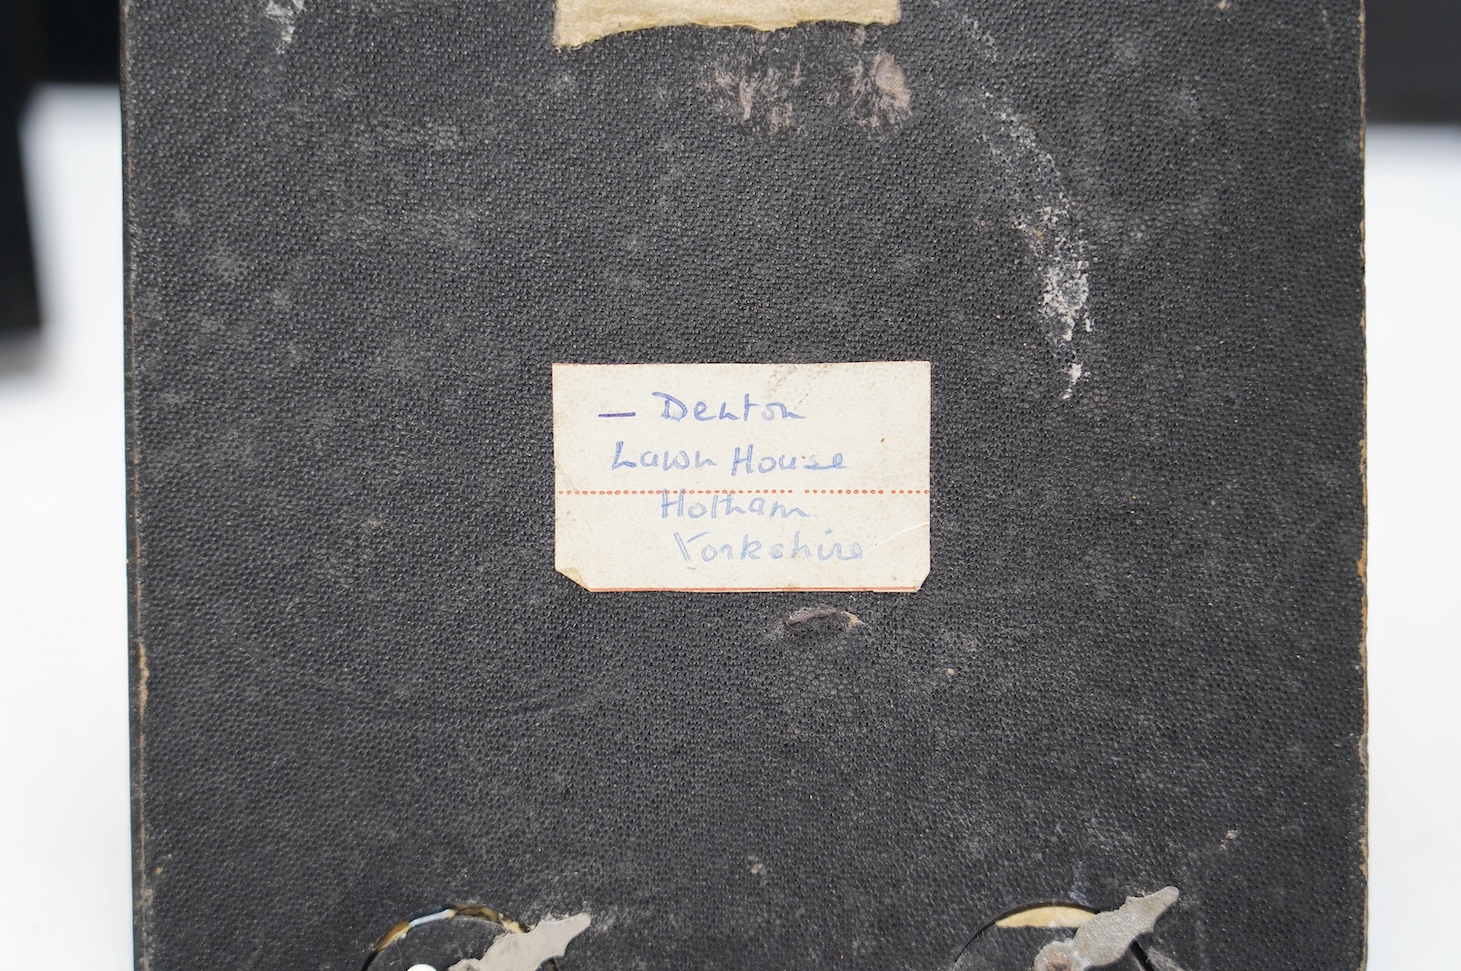 — Denton
Lawn House
Hotham
Yorkshire